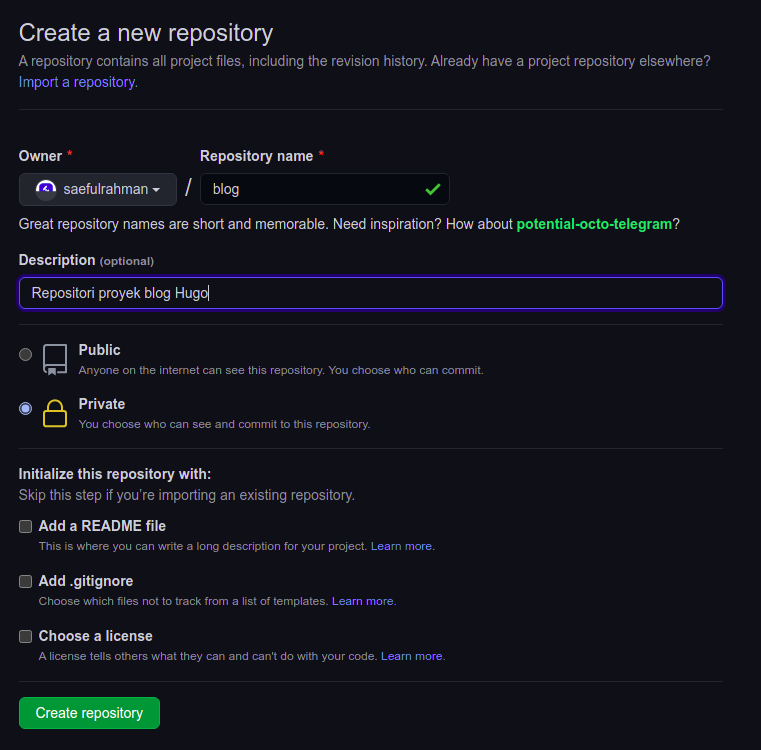 Create a new repository
A repository contains all project files, including the revision history. Already have a project repository elsewhere?
Import a repository.
Owner * Repository name *
saefulrahman / blog
Great repository names are short and memorable. Need inspiration? How about potential-octo-telegram?
Description (optional)
Repositori proyek blog Hugo
Public
Anyone on the internet can see this repository. You choose who can commit.
Private
You choose who can see and commit to this repository.
Initialize this repository with:
Skip this step if you're importing an existing repository.
Add a README file
This is where you can write a long description for your project. Learn more.
Add .gitignore
Choose which files not to track from a list of templates. Learn more.
Choose a license
A license tells others what they can and can't do with your code. Learn more.
Create repository